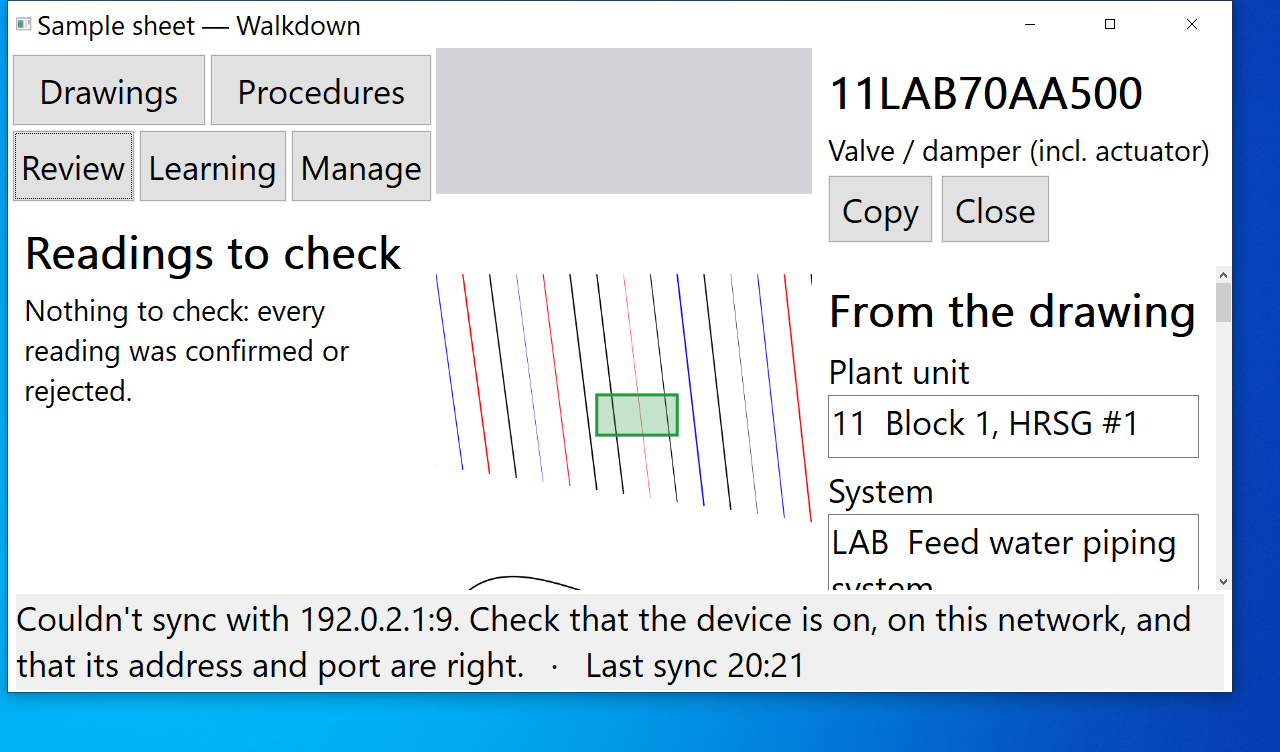 Sample sheet — Walkdown
Drawings
Procedures
Review
Learning
Manage
Readings to check
Nothing to check: every
reading was confirmed or
rejected.
11LAB70AA500
Valve / damper (incl. actuator)
Copy
Close
From the drawing
Plant unit
11  Block 1, HRSG #1
System
LAB  Feed water piping
system
Couldn't sync with 192.0.2.1:9. Check that the device is on, on this network, and
that its address and port are right.   ·   Last sync 20:21